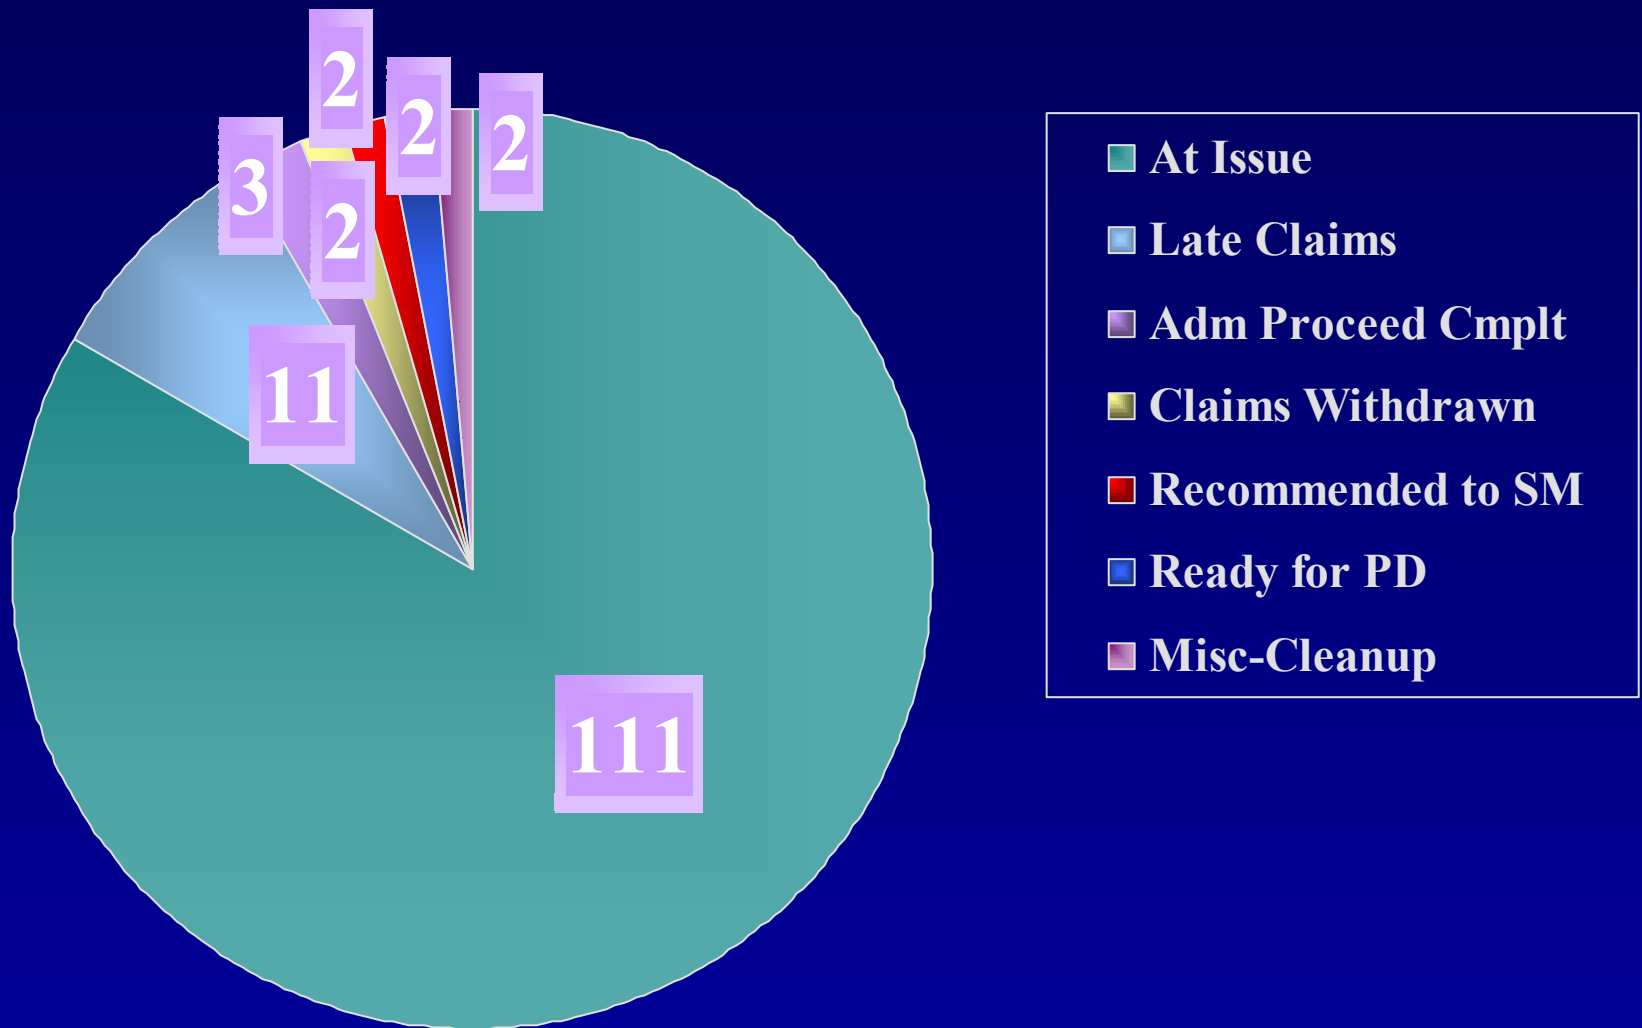 2
2
2
3
2
11
111
At Issue
Late Claims
Adm Proceed Cmplt
Claims Withdrawn
Recommended to SM
Ready for PD
Misc-Cleanup